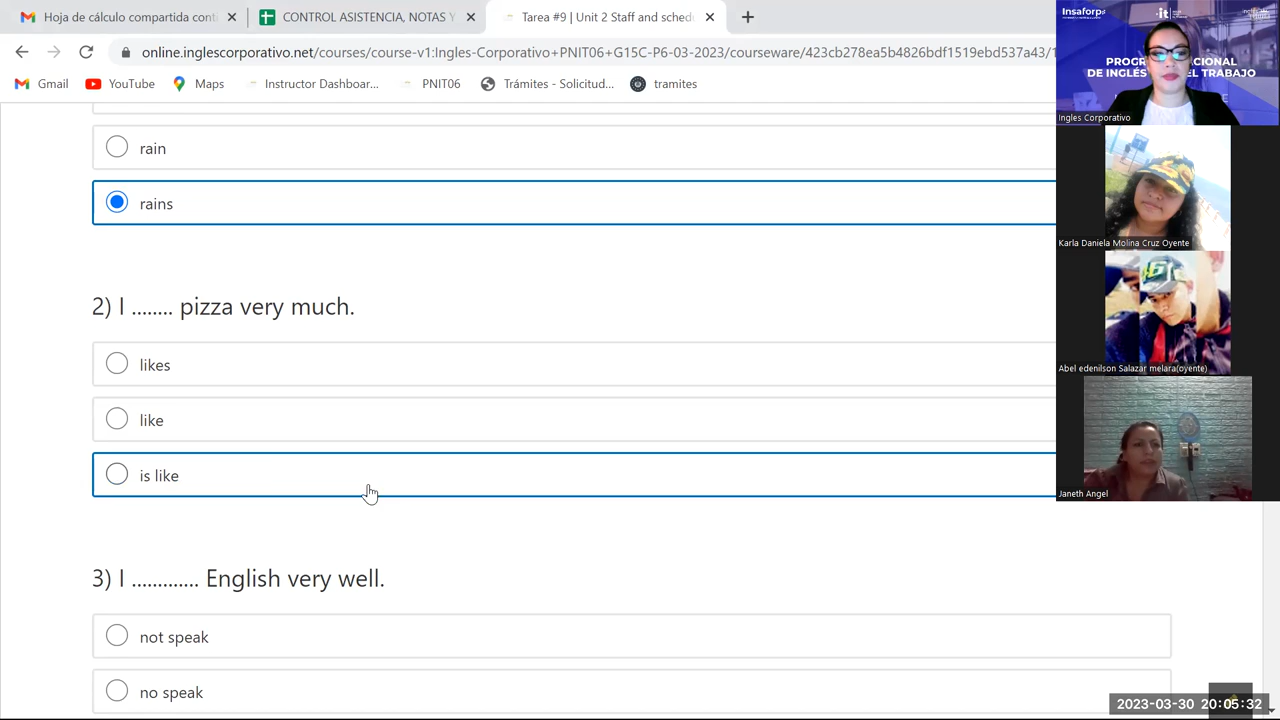 Hoja de cálculo compartida con
CONTROL ASISTENCIA Y NOTAS
Tarea #9 | Unit 2 Staff and sched
online.inglescorporativo.net/courses/course-v1:Ingles-Corporativo+PNIT06+G15C-P6-03-2023/courseware/423cb278ea5b4826bdf1519ebd537a43/1
Gmail
YouTube
Maps
Instructor Dashboar...
PNIT06
Tramites - Solicitud...
tramites
rain
rains
2) I ........ pizza very much.
likes
like
is like
3) I ............. English very well.
not speak
no speak
Insaforp
it
Ingles Corporativo
Karla Daniela Molina Cruz Oyente
Abel edenilson Salazar melara(oyente)
Janeth Angel
2023-03-30 20:05:32